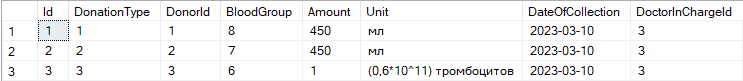 Id DonationType DonorId BloodGroup Amount Unit DateOfCollection DoctorInChargeId
1 1 1 1 8 450 мл 2023-03-10 3
2 2 2 2 7 450 мл 2023-03-10 3
3 3 3 3 6 1 (0,6*10^11) тромбоцитов 2023-03-10 3